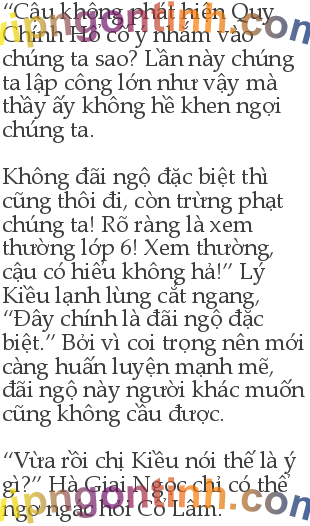 “Cậu không phát hiện Quy
Chính Hồ cố ý nhằm vào
chúng ta sao? Lần này chúng
ta lập công lớn như vậy mà
thầy ấy không hề khen ngợi
chúng ta.
Không đãi ngộ đặc biệt thì
cũng thôi đi, còn trừng phạt
chúng ta! Rõ ràng là xem
thường lớp 6! Xem thường,
cậu có hiểu không hả!” Lý
Kiều lạnh lùng cắt ngang,
“Đây chính là đãi ngộ đặc
biệt.” Bởi vì coi trọng nên mới
càng huấn luyện mạnh mẽ,
đãi ngộ này người khác muốn
cũng không cầu được.
“Vừa rồi chị Kiều nói thế là ý
gì?” Hà Giai Ngọc chỉ có thể
ngơ ngác hỏi Cổ Lâm.